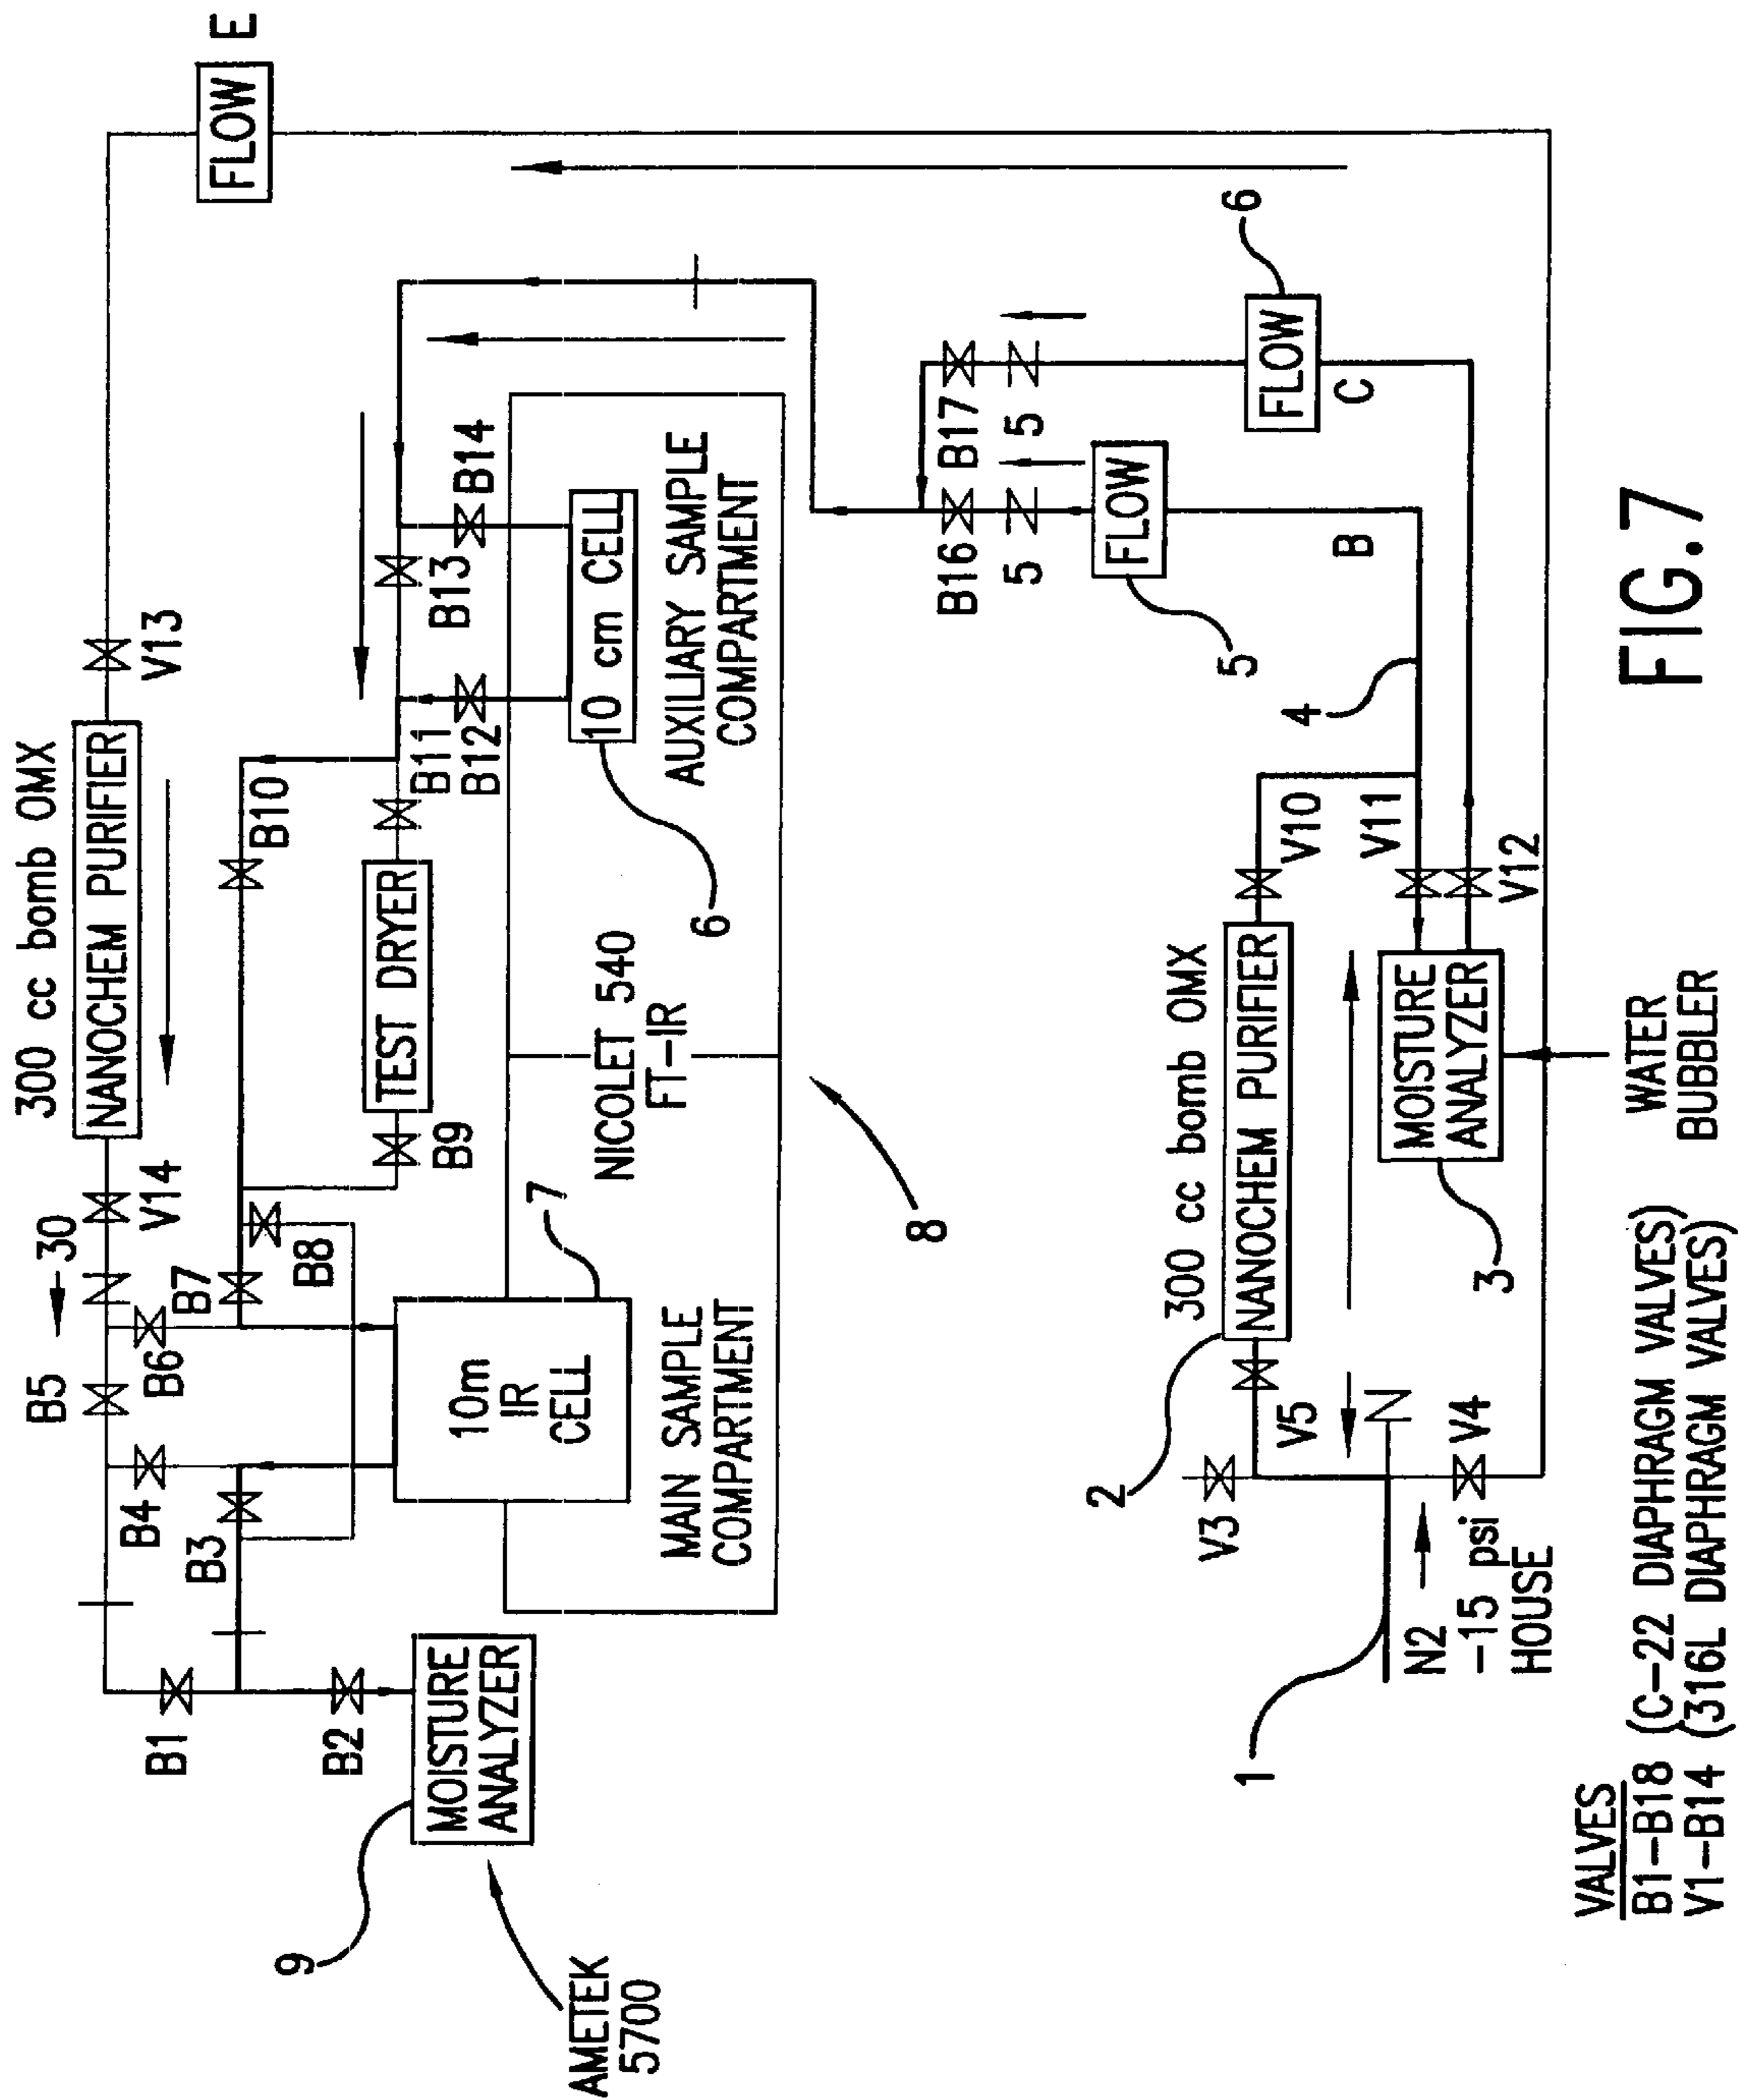 300 cc bomb OMX
NANOCHEM PURIFIER
V13
FLOW
E
B5
30
V14
B6
B7
B8
B10
B4
B3
B1
B2
B9
TEST DRYER
B11
B12
B13
B14
MOISTURE
ANALYZER
9
AMETEK
5700
10m
IR
CELL
7
MAIN SAMPLE
COMPARTMENT
NICOLET 540
FT-IR
8
10 cm CELL
6
AUXILIARY SAMPLE
COMPARTMENT
B16
B17
5
5
FLOW
5
B
FLOW
6
C
4
300 cc bomb OMX
NANOCHEM PURIFIER
2
V3
V5
V10
V11
V12
MOISTURE
ANALYZER
3
WATER
BUBBLER
V4
1
N2
-15 psi
HOUSE
VALVES
B1-B18 (C-22 DIAPHRAGM VALVES)
V1-B14 (316L DIAPHRAGM VALVES)
FIG.7